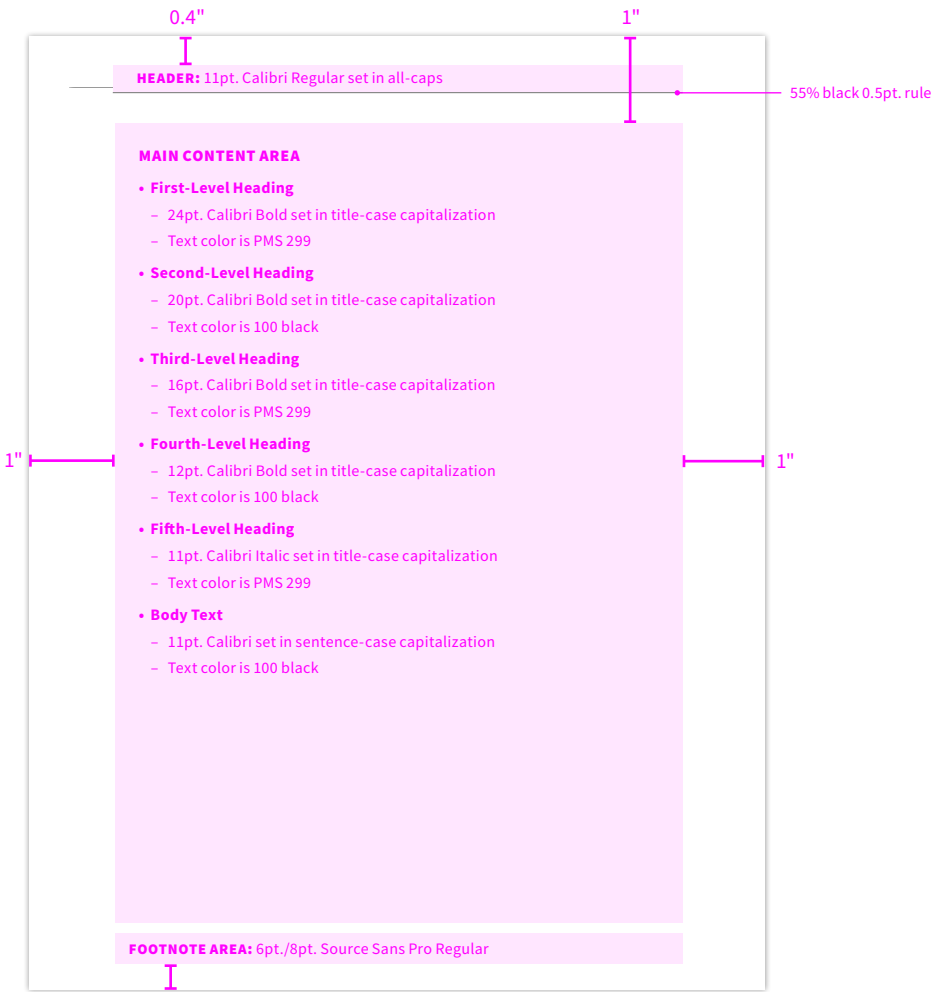 0.4"
1"
HEADER: 11pt. Calibri Regular set in all-caps
55% black 0.5pt. rule
MAIN CONTENT AREA
• First-Level Heading
– 24pt. Calibri Bold set in title-case capitalization
– Text color is PMS 299
• Second-Level Heading
– 20pt. Calibri Bold set in title-case capitalization
– Text color is 100 black
• Third-Level Heading
– 16pt. Calibri Bold set in title-case capitalization
– Text color is PMS 299
• Fourth-Level Heading
1"
1"
– 12pt. Calibri Bold set in title-case capitalization
– Text color is 100 black
• Fifth-Level Heading
– 11pt. Calibri Italic set in title-case capitalization
– Text color is PMS 299
• Body Text
– 11pt. Calibri set in sentence-case capitalization
– Text color is 100 black
FOOTNOTE AREA: 6pt./8pt. Source Sans Pro Regular